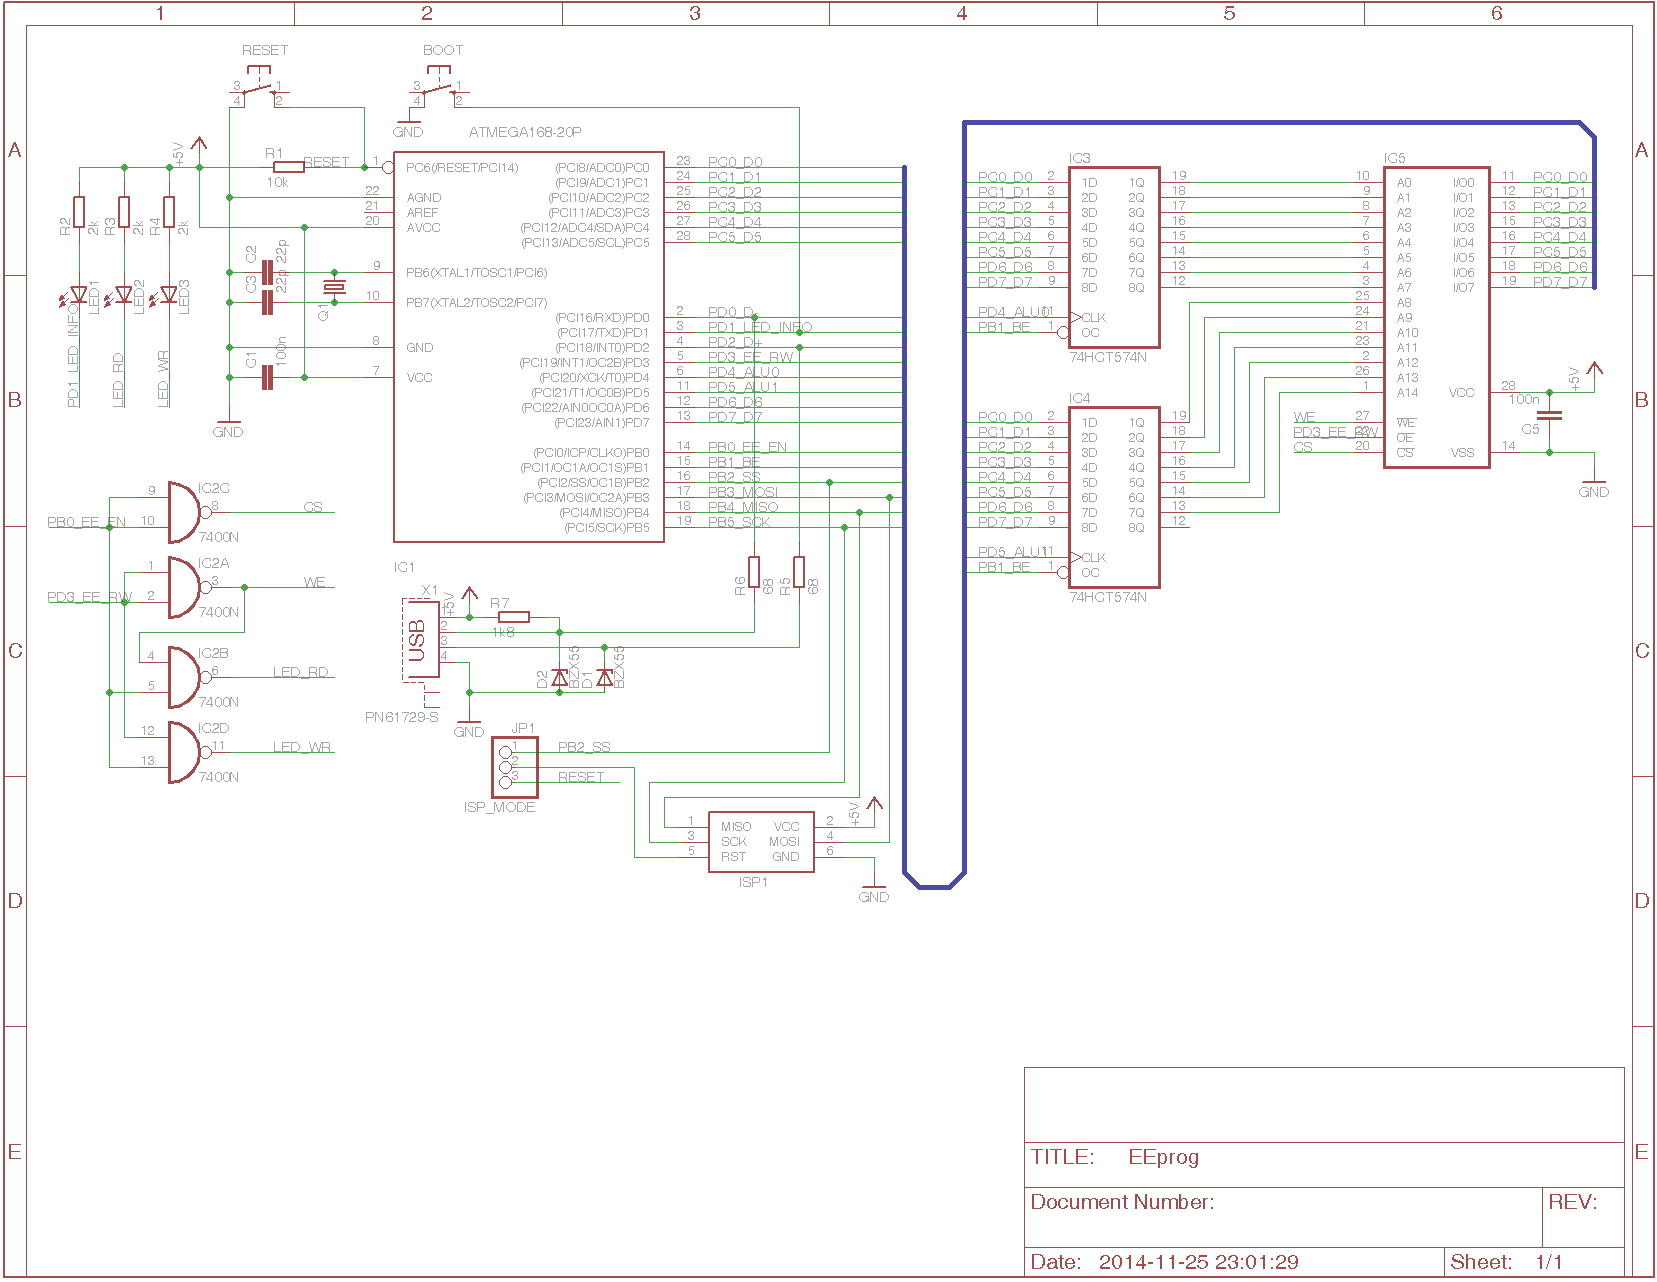 1 2 3 4 5 6
A B C D E
A B C D E
RESET
3 1
4 2
BOOT
3 1
4 2
GND
+5V
R1
10k
RESET
R2
2k
R3
2k
R4
2k
LED1
LED2
LED3
PD1_LED_INFO
LED_RD
LED_WR
C2
22p
C3
22p
Q1
C1
100n
GND
ATMEGA168-20P
1 PC6(/RESET/PCI14)
22 AGND
21 AREF
20 AVCC
9 PB6(XTAL1/TOSC1/PCI6)
10 PB7(XTAL2/TOSC2/PCI7)
8 GND
7 VCC
(PCI8/ADC0)PC0 23 PC0_D0
(PCI9/ADC1)PC1 24 PC1_D1
(PCI10/ADC2)PC2 25 PC2_D2
(PCI11/ADC3)PC3 26 PC3_D3
(PCI12/ADC4/SDA)PC4 27 PC4_D4
(PCI13/ADC5/SCL)PC5 28 PC5_D5
(PCI16/RXD)PD0 2 PD0_D-
(PCI17/TXD)PD1 3 PD1_LED_INFO
(PCI18/INT0)PD2 4 PD2_D+
(PCI19/INT1/OC2B)PD3 5 PD3_EE_RW
(PCI20/XCK/T0)PD4 6 PD4_ALU0
(PCI21/T1/OC0B)PD5 11 PD5_ALU1
(PCI22/AIN0OC0A)PD6 12 PD6_D6
(PCI23/AIN1)PD7 13 PD7_D7
(PCI0/ICP/CLKO)PB0 14 PB0_EE_EN
(PCI1/OC1A/OC1S)PB1 15 PB1_BE
(PCI2/SS/OC1B)PB2 16 PB2_SS
(PCI3/MOSI/OC2A)PB3 17 PB3_MOSI
(PCI4/MISO)PB4 18 PB4_MISO
(PCI5/SCK)PB5 19 PB5_SCK
IC1
PB0_EE_EN
9
10
IC2C
8
7400N
CS
PD3_EE_RW
1
2
IC2A
3
7400N
WE
4
5
IC2B
6
7400N
LED_RD
12
13
IC2D
11
7400N
LED_WR
X1
USB
1
2
3
4
PN61729-S
+5V
R7
1k8
D2
BZX55
D1
BZX55
GND
R6
68
R5
68
JP1
1
2
3
ISP_MODE
PB2_SS
RESET
1 MISO VCC 2
3 SCK MOSI 4
5 RST GND 6
ISP1
+5V
GND
IC3
PC0_D0 2 1D 1Q 19
PC1_D1 3 2D 2Q 18
PC2_D2 4 3D 3Q 17
PC3_D3 5 4D 4Q 16
PC4_D4 6 5D 5Q 15
PC5_D5 7 6D 6Q 14
PD6_D6 8 7D 7Q 13
PD7_D7 9 8D 8Q 12
PD4_ALU0 11 CLK
PB1_BE 1 OC
74HCT574N
IC4
PC0_D0 2 1D 1Q 19
PC1_D1 3 2D 2Q 18
PC2_D2 4 3D 3Q 17
PC3_D3 5 4D 4Q 16
PC4_D4 6 5D 5Q 15
PC5_D5 7 6D 6Q 14
PD6_D6 8 7D 7Q 13
PD7_D7 9 8D 8Q 12
PD5_ALU1 11 CLK
PB1_BE 1 OC
74HCT574N
IC5
10 A0 I/O0 11 PC0_D0
9 A1 I/O1 12 PC1_D1
8 A2 I/O2 13 PC2_D2
7 A3 I/O3 15 PC3_D3
6 A4 I/O4 16 PC4_D4
5 A5 I/O5 17 PC5_D5
4 A6 I/O6 18 PD6_D6
3 A7 I/O7 19 PD7_D7
25 A8
24 A9
21 A10
23 A11
2 A12
26 A13
1 A14
VCC 28
WE 27 WE
PD3_EE_RW 22 OE
CS 20 CS
VSS 14
+5V
100n
C5
GND
TITLE: EEprog
Document Number:
REV:
Date: 2014-11-25 23:01:29
Sheet: 1/1